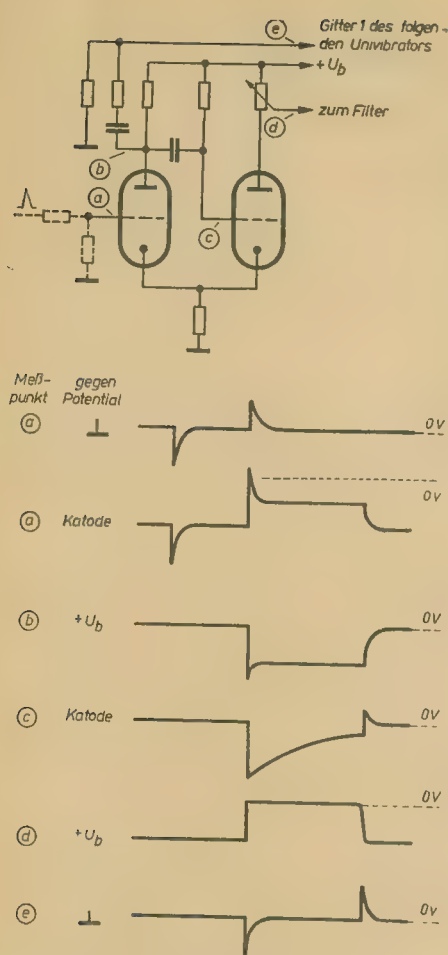 ⓔ Gitter 1 des folgen-
den Univibrators
+ U_b
ⓓ zum Filter
ⓑ
ⓐ
ⓒ
Meß- gegen
punkt Potential
ⓐ ⊥ 0V
ⓐ Katode 0V
ⓑ +U_b 0V
ⓒ Katode 0V
ⓓ +U_b 0V
ⓔ ⊥ 0V